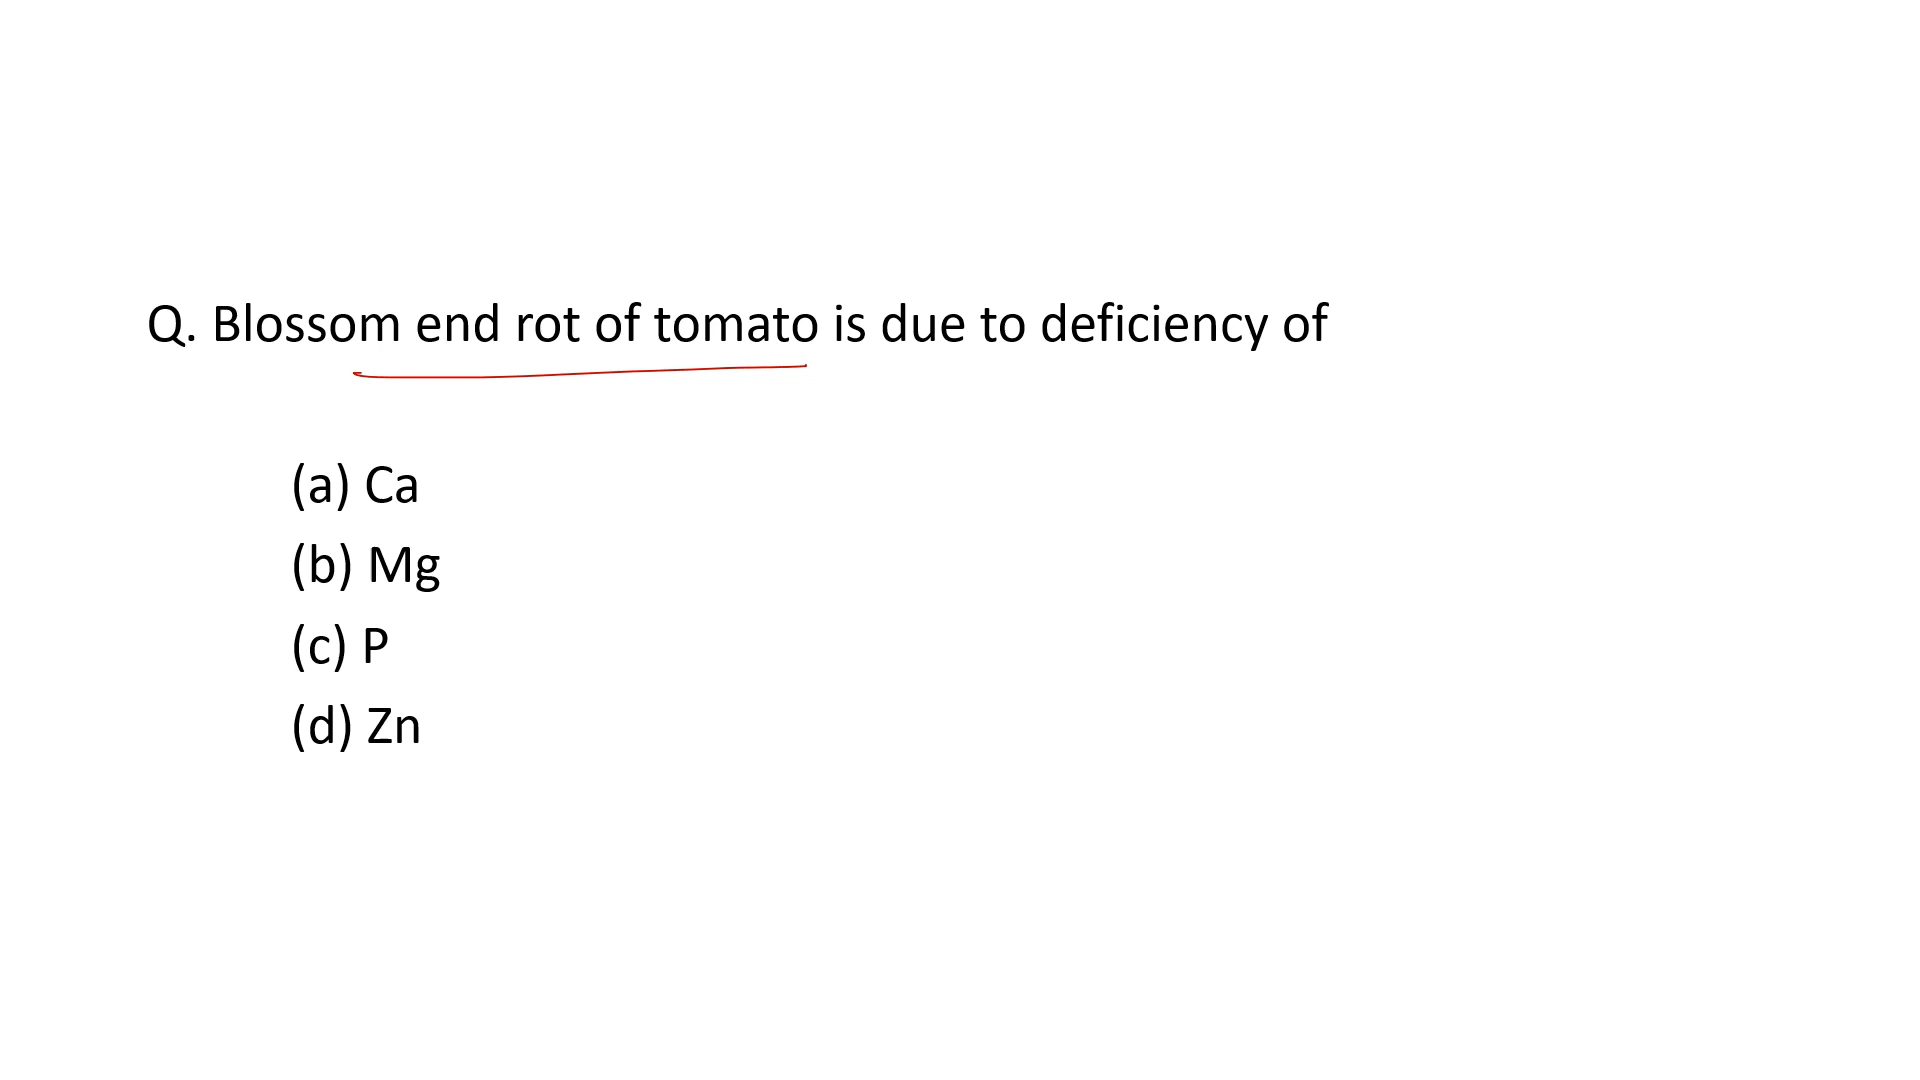 Q. Blossom end rot of tomato is due to deficiency of
(a) Ca
(b) Mg
(c) P
(d) Zn